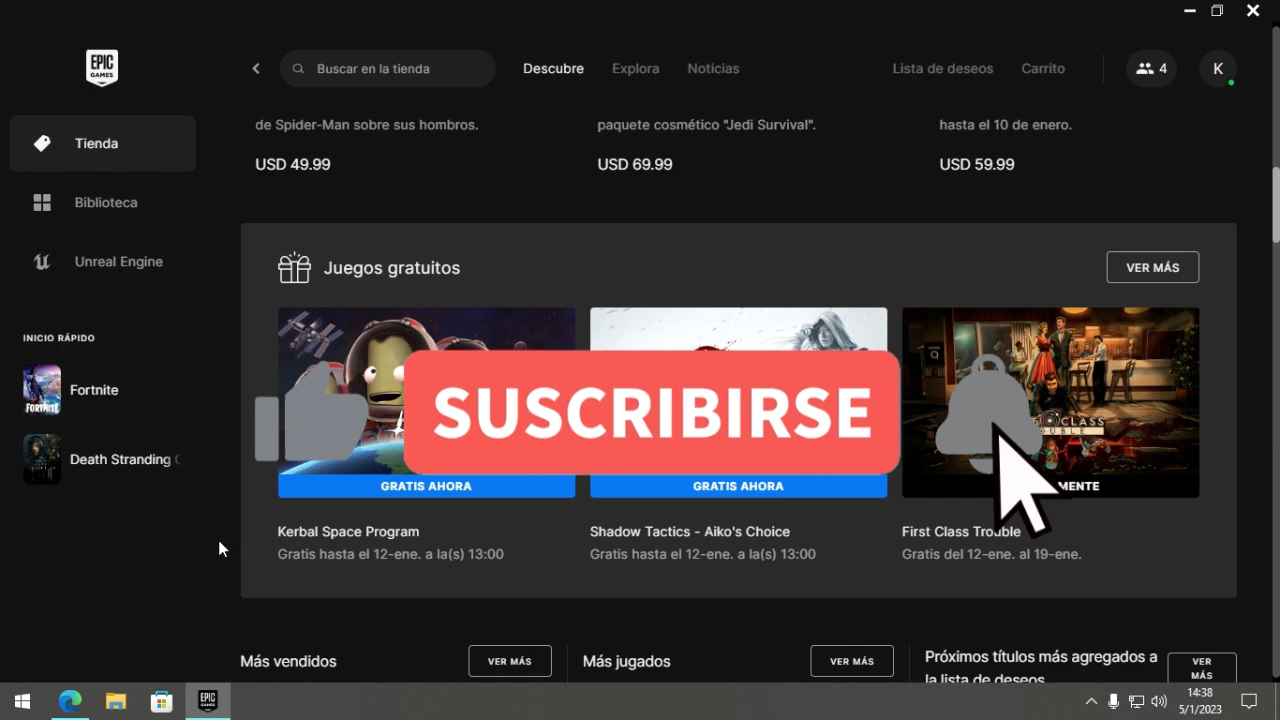 EPIC
GAMES
Buscar en la tienda
Descubre
Explora
Noticias
Lista de deseos
Carrito
4
K
Tienda
Biblioteca
Unreal Engine
INICIO RÁPIDO
FORTNITE
Fortnite
Death Stranding
de Spider-Man sobre sus hombros.
USD 49.99
paquete cosmético "Jedi Survival".
USD 69.99
hasta el 10 de enero.
USD 59.99
Juegos gratuitos
VER MÁS
SUSCRIBIRSE
GRATIS AHORA
GRATIS AHORA
MENTE
Kerbal Space Program
Gratis hasta el 12-ene. a la(s) 13:00
Shadow Tactics - Aiko's Choice
Gratis hasta el 12-ene. a la(s) 13:00
First Class Trouble
Gratis del 12-ene. al 19-ene.
Más vendidos
VER MÁS
Más jugados
VER MÁS
Próximos títulos más agregados a
la lista de deseos
VER
MÁS
EPIC
GAMES
14:38
5/1/2023